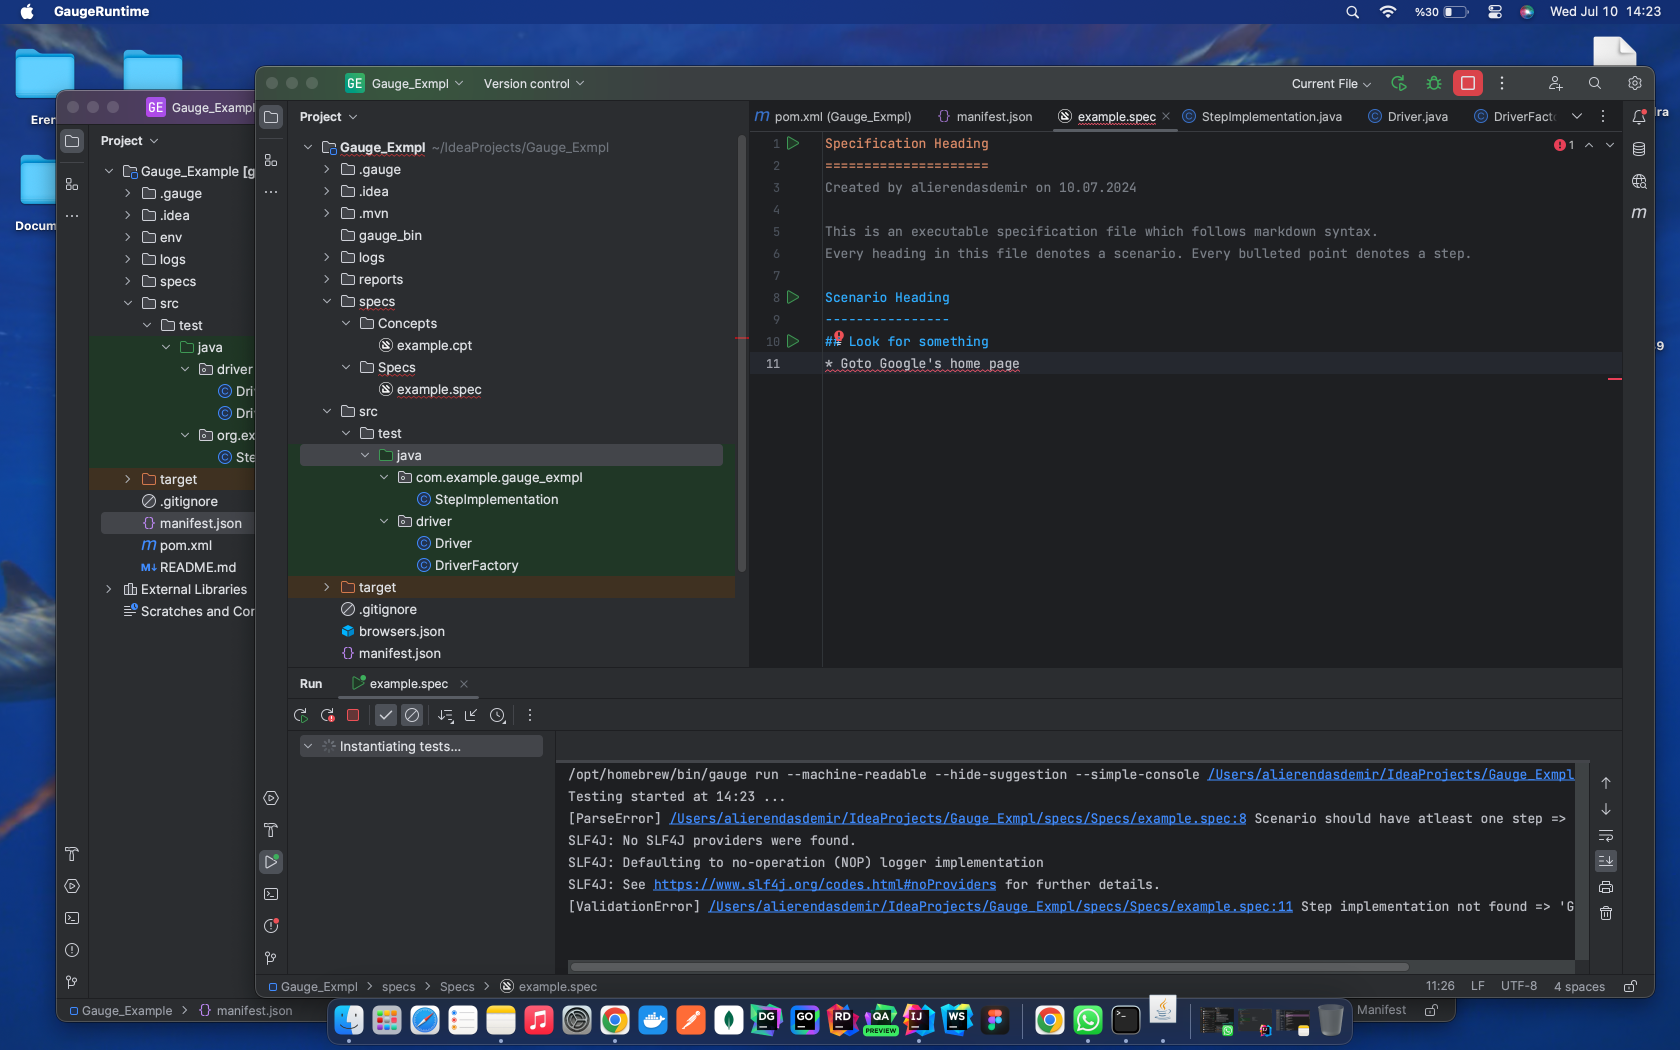 GaugeRuntime
%30
Wed Jul 10 14:23
Eren
Docum
ra
9
GE Gauge_Example
Project
Gauge_Example [g
.gauge
.idea
env
logs
specs
src
test
java
driver
Dri
Dri
org.ex
Ste
target
.gitignore
manifest.json
pom.xml
README.md
External Libraries
Scratches and Con
Gauge_Example > manifest.json
Manifest
GE Gauge_Exmpl
Version control
Current File
Project
Gauge_Exmpl ~/IdeaProjects/Gauge_Exmpl
.gauge
.idea
.mvn
gauge_bin
logs
reports
specs
Concepts
example.cpt
Specs
example.spec
src
test
java
com.example.gauge_exmpl
StepImplementation
driver
Driver
DriverFactory
target
.gitignore
browsers.json
manifest.json
pom.xml (Gauge_Exmpl)
manifest.json
example.spec
StepImplementation.java
Driver.java
DriverFact
1 Specification Heading
1
2 =====================
3 Created by alierendasdemir on 10.07.2024
4
5 This is an executable specification file which follows markdown syntax.
6 Every heading in this file denotes a scenario. Every bulleted point denotes a step.
7
8 Scenario Heading
9 ----------------
10 ## Look for something
11 * Goto Google's home page
Run
example.spec
Instantiating tests...
/opt/homebrew/bin/gauge run --machine-readable --hide-suggestion --simple-console /Users/alierendasdemir/IdeaProjects/Gauge_Exmpl
Testing started at 14:23 ...
[ParseError] /Users/alierendasdemir/IdeaProjects/Gauge_Exmpl/specs/Specs/example.spec:8 Scenario should have atleast one step =>
SLF4J: No SLF4J providers were found.
SLF4J: Defaulting to no-operation (NOP) logger implementation
SLF4J: See https://www.slf4j.org/codes.html#noProviders for further details.
[ValidationError] /Users/alierendasdemir/IdeaProjects/Gauge_Exmpl/specs/Specs/example.spec:11 Step implementation not found => 'G
Gauge_Exmpl > specs > Specs > example.spec
11:26
LF
UTF-8
4 spaces
DG
GO
RD
QA
PREVIEW
IJ
WS